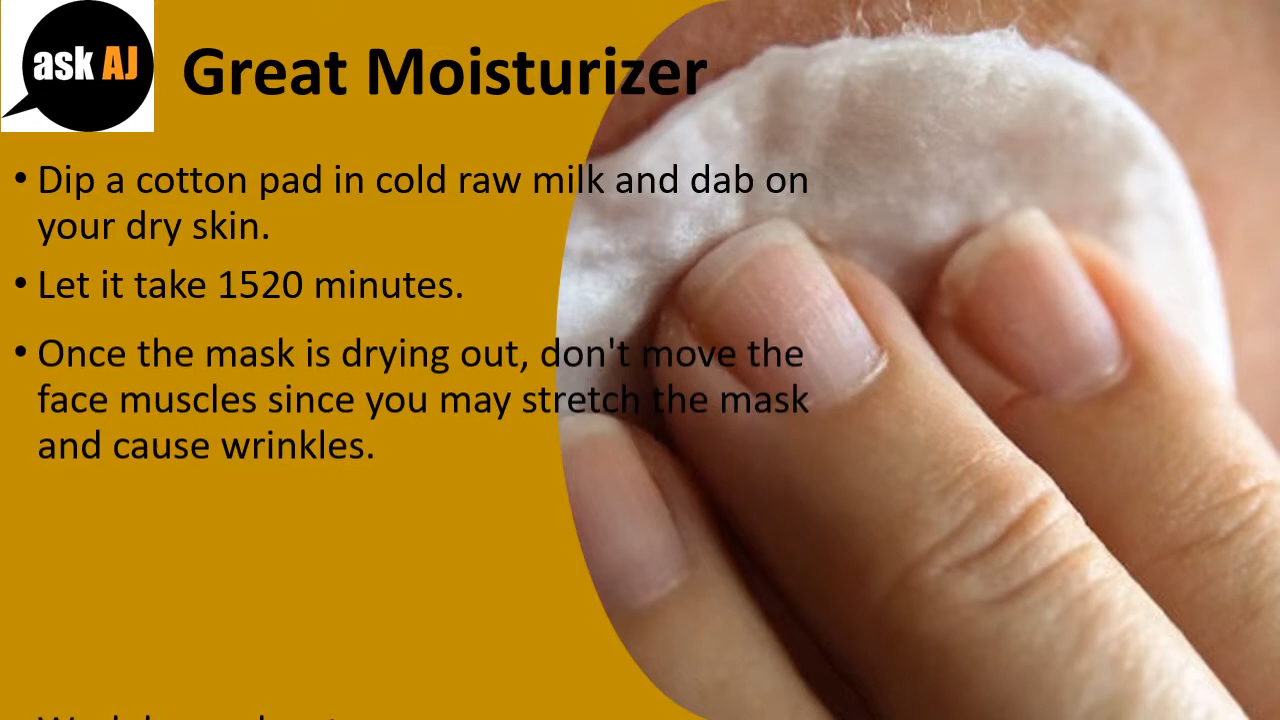 ask AJ
Great Moisturizer
• Dip a cotton pad in cold raw milk and dab on
your dry skin.
• Let it take 1520 minutes.
• Once the mask is drying out, don't move the
face muscles since you may stretch the mask
and cause wrinkles.